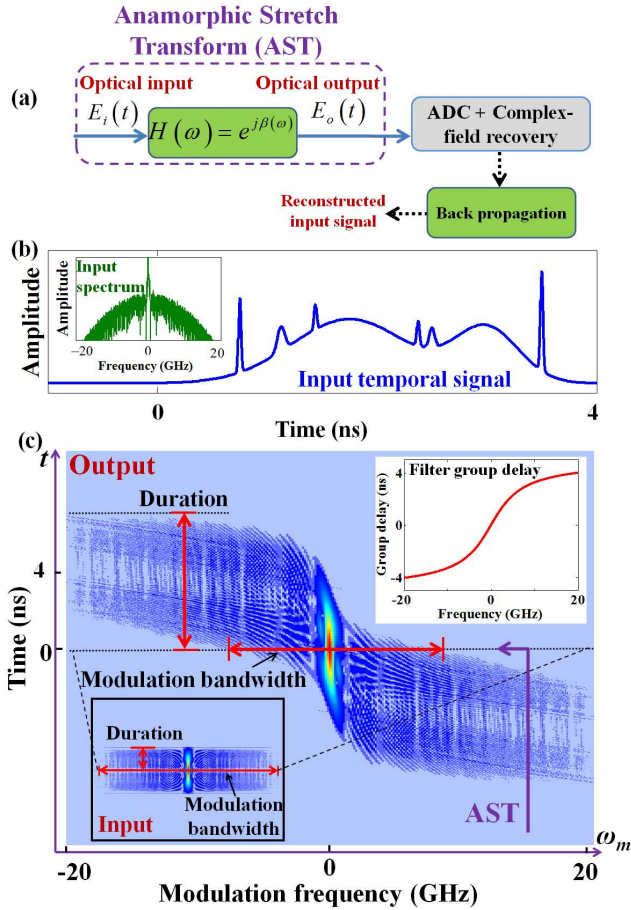 Anamorphic Stretch
Transform (AST)
Optical input
Optical output
(a)
E_i(t)
H(ω) = e^{jβ(ω)}
E_o(t)
ADC + Complex-
field recovery
Reconstructed
input signal
Back propagation
(b)
Amplitude
Input
spectrum
Amplitude
−20
0
20
Frequency (GHz)
Input temporal signal
0
4
Time (ns)
(c)
t
Output
Duration
Filter group delay
Group delay (ns)
4
0
-4
-20
0
20
Frequency (GHz)
Time (ns)
4
0
Modulation bandwidth
Duration
Modulation
bandwidth
Input
AST
ω_m
-20
0
20
Modulation frequency (GHz)